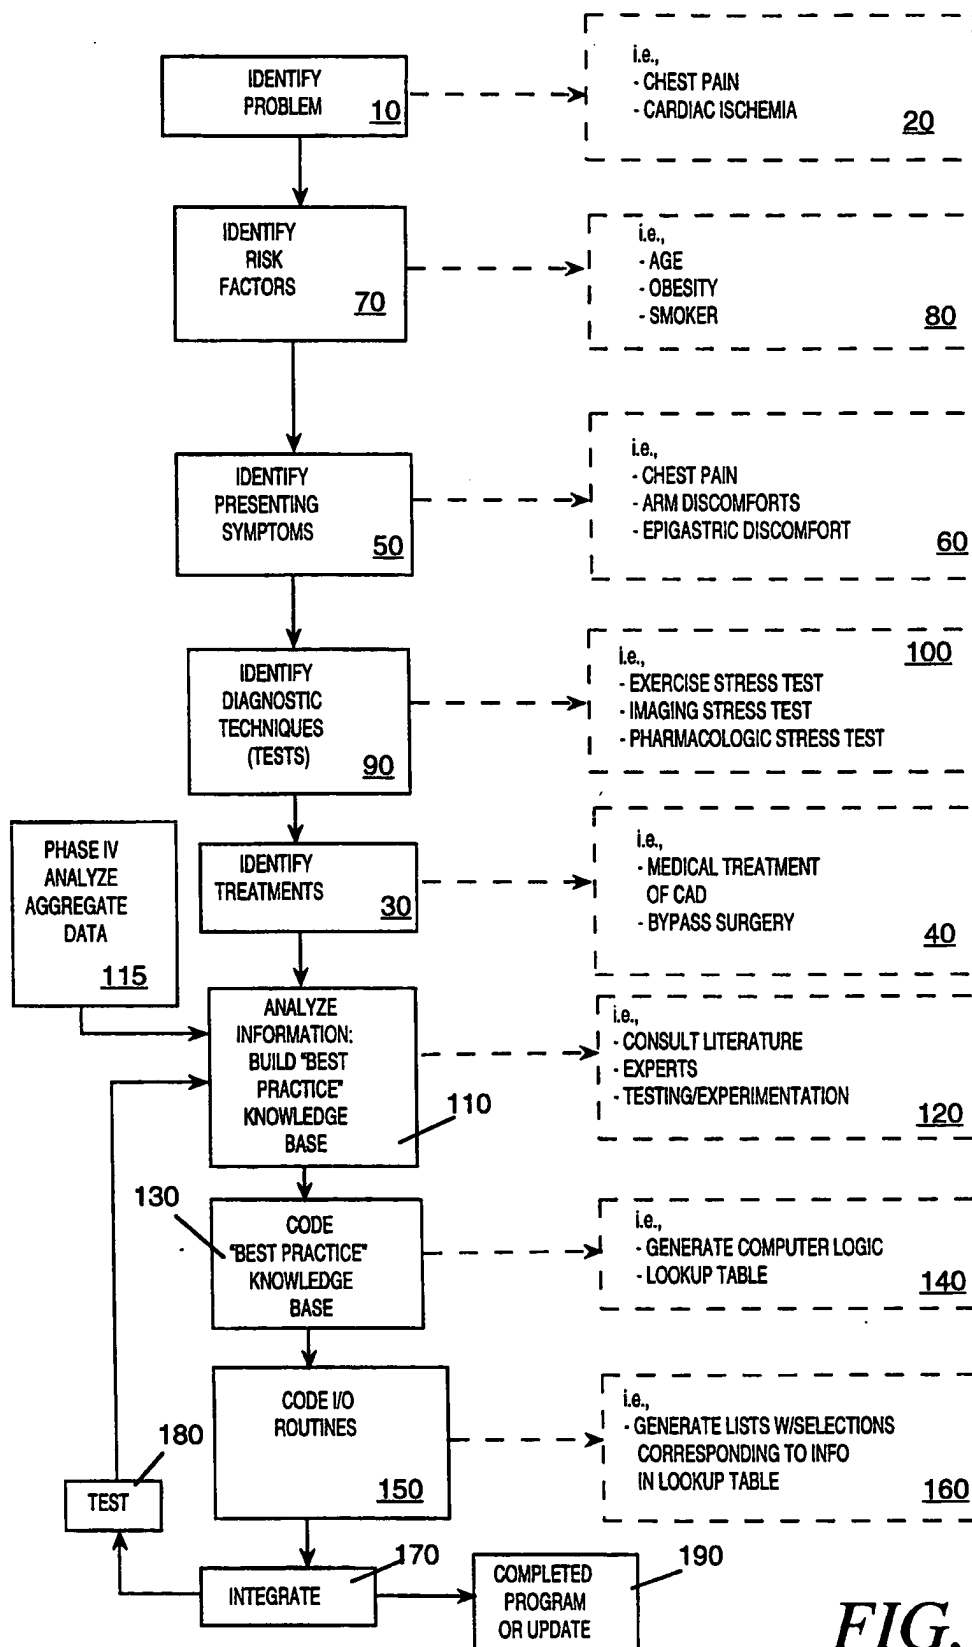 IDENTIFY
PROBLEM
10
i.e.,
- CHEST PAIN
- CARDIAC ISCHEMIA
20
IDENTIFY
RISK
FACTORS
70
i.e.,
- AGE
- OBESITY
- SMOKER
80
IDENTIFY
PRESENTING
SYMPTOMS
50
i.e.,
- CHEST PAIN
- ARM DISCOMFORTS
- EPIGASTRIC DISCOMFORT
60
IDENTIFY
DIAGNOSTIC
TECHNIQUES
(TESTS)
90
100
i.e.,
- EXERCISE STRESS TEST
- IMAGING STRESS TEST
- PHARMACOLOGIC STRESS TEST
PHASE IV
ANALYZE
AGGREGATE
DATA
115
IDENTIFY
TREATMENTS
30
i.e.,
- MEDICAL TREATMENT
OF CAD
- BYPASS SURGERY
40
ANALYZE
INFORMATION:
BUILD "BEST
PRACTICE"
KNOWLEDGE
BASE
110
i.e.,
- CONSULT LITERATURE
- EXPERTS
- TESTING/EXPERIMENTATION
120
130
CODE
"BEST PRACTICE"
KNOWLEDGE
BASE
i.e.,
- GENERATE COMPUTER LOGIC
- LOOKUP TABLE
140
CODE I/O
ROUTINES
150
i.e.,
- GENERATE LISTS W/SELECTIONS
CORRESPONDING TO INFO
IN LOOKUP TABLE
160
180
TEST
170
INTEGRATE
190
COMPLETED
PROGRAM
OR UPDATE
FIG.